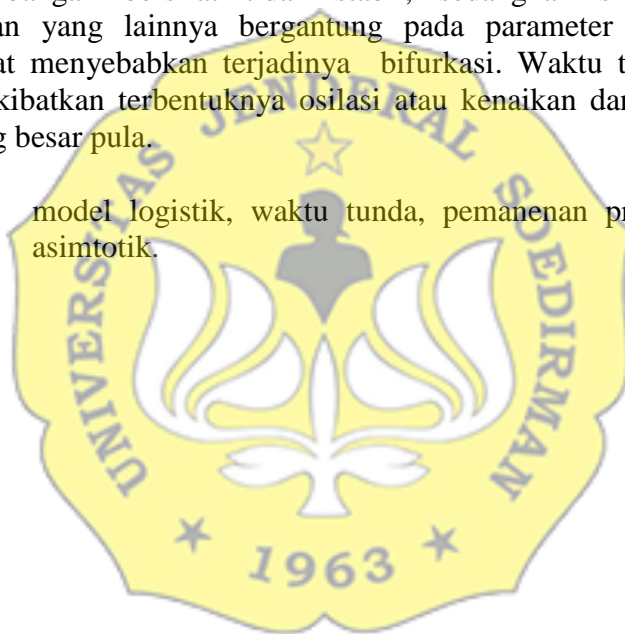 an yang lainnya bergantung pada parameter
at menyebabkan terjadinya bifurkasi. Waktu t
kibatkan terbentuknya osilasi atau kenaikan dan
g besar pula.
model logistik, waktu tunda, pemanenan pr
asimtotik.
UNIVERSITAS JENDERAL SOEDIRMAN
★ 1963 ★